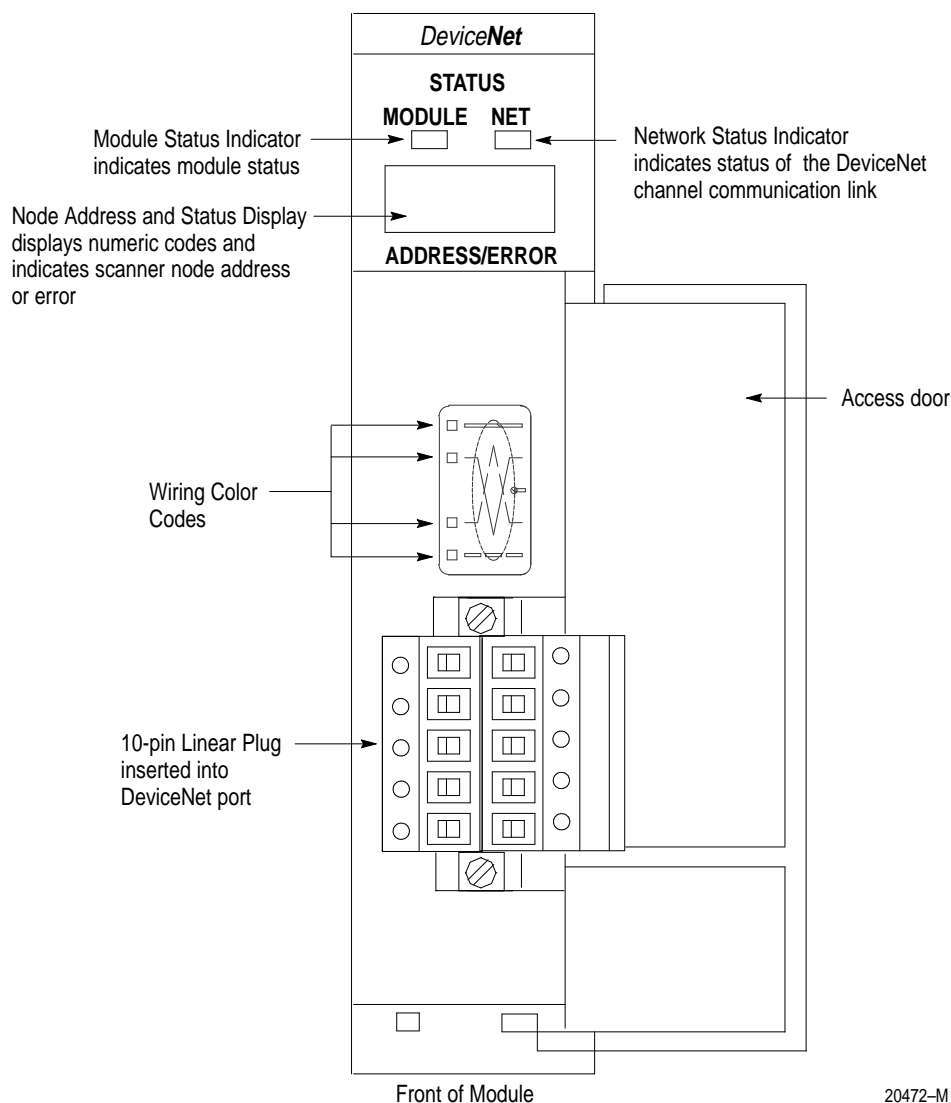 DeviceNet
STATUS
MODULE NET
Module Status Indicator
indicates module status
Network Status Indicator
indicates status of the DeviceNet
channel communication link
Node Address and Status Display
displays numeric codes and
indicates scanner node address
or error
ADDRESS/ERROR
Access door
Wiring Color
Codes
10-pin Linear Plug
inserted into
DeviceNet port
Front of Module
20472–M